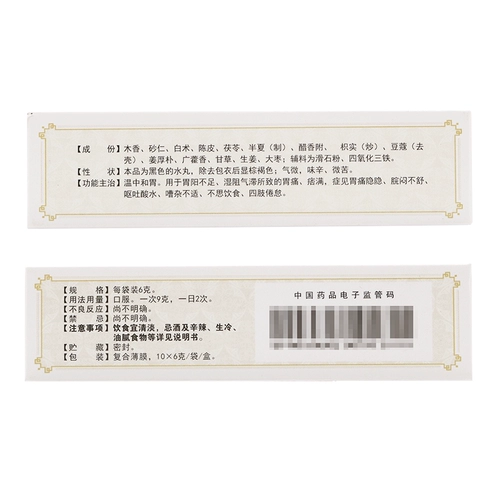 【成　份】木香、砂仁、白术、陈皮、茯苓、半夏（制）、醋香附、枳实（炒）、豆蔻（去
壳）、姜厚朴、广藿香、甘草、生姜、大枣；辅料为滑石粉、四氧化三铁。
【性　状】本品为黑色的水丸，除去包衣后显棕褐色；气微，味辛、微苦。
【功能主治】温中和胃。用于胃阳不足、湿阻气滞所致的胃痛、痞满，症见胃痛隐隐、脘闷不舒、
呕吐酸水、嘈杂不适、不思饮食、四肢倦怠。
【规　格】每袋装6克。
【用法用量】口服。一次9克，一日2次。
【不良反应】尚不明确。
【禁　忌】尚不明确。
【注意事项】饮食宜清淡，忌酒及辛辣、生冷、
油腻食物等详见说明书。
【贮　藏】密封。
【包　装】复合薄膜，10×6克/袋/盒。
中国药品电子监管码